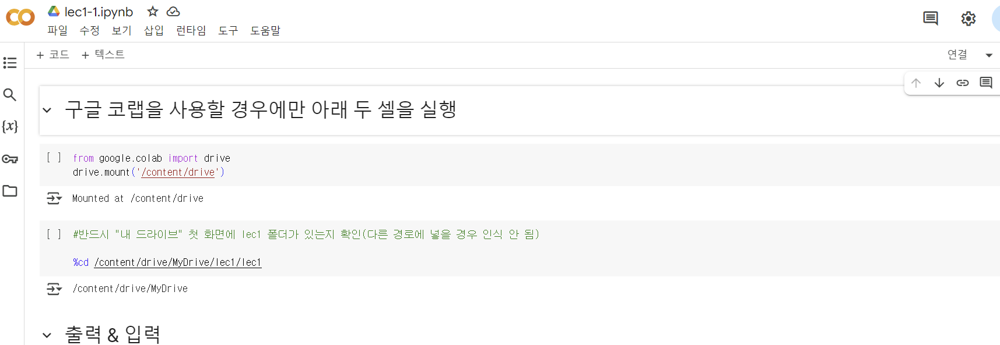 lec1-1.ipynb
파일 수정 보기 삽입 런타임 도구 도움말
+ 코드 + 텍스트 연결
구글 코랩을 사용할 경우에만 아래 두 셀을 실행
{x}
[ ] from google.colab import drive
drive.mount('/content/drive')
Mounted at /content/drive
[ ] #반드시 "내 드라이브" 첫 화면에 lec1 폴더가 있는지 확인(다른 경로에 넣을 경우 인식 안 됨)
%cd /content/drive/MyDrive/lec1/lec1
/content/drive/MyDrive
출력 & 입력